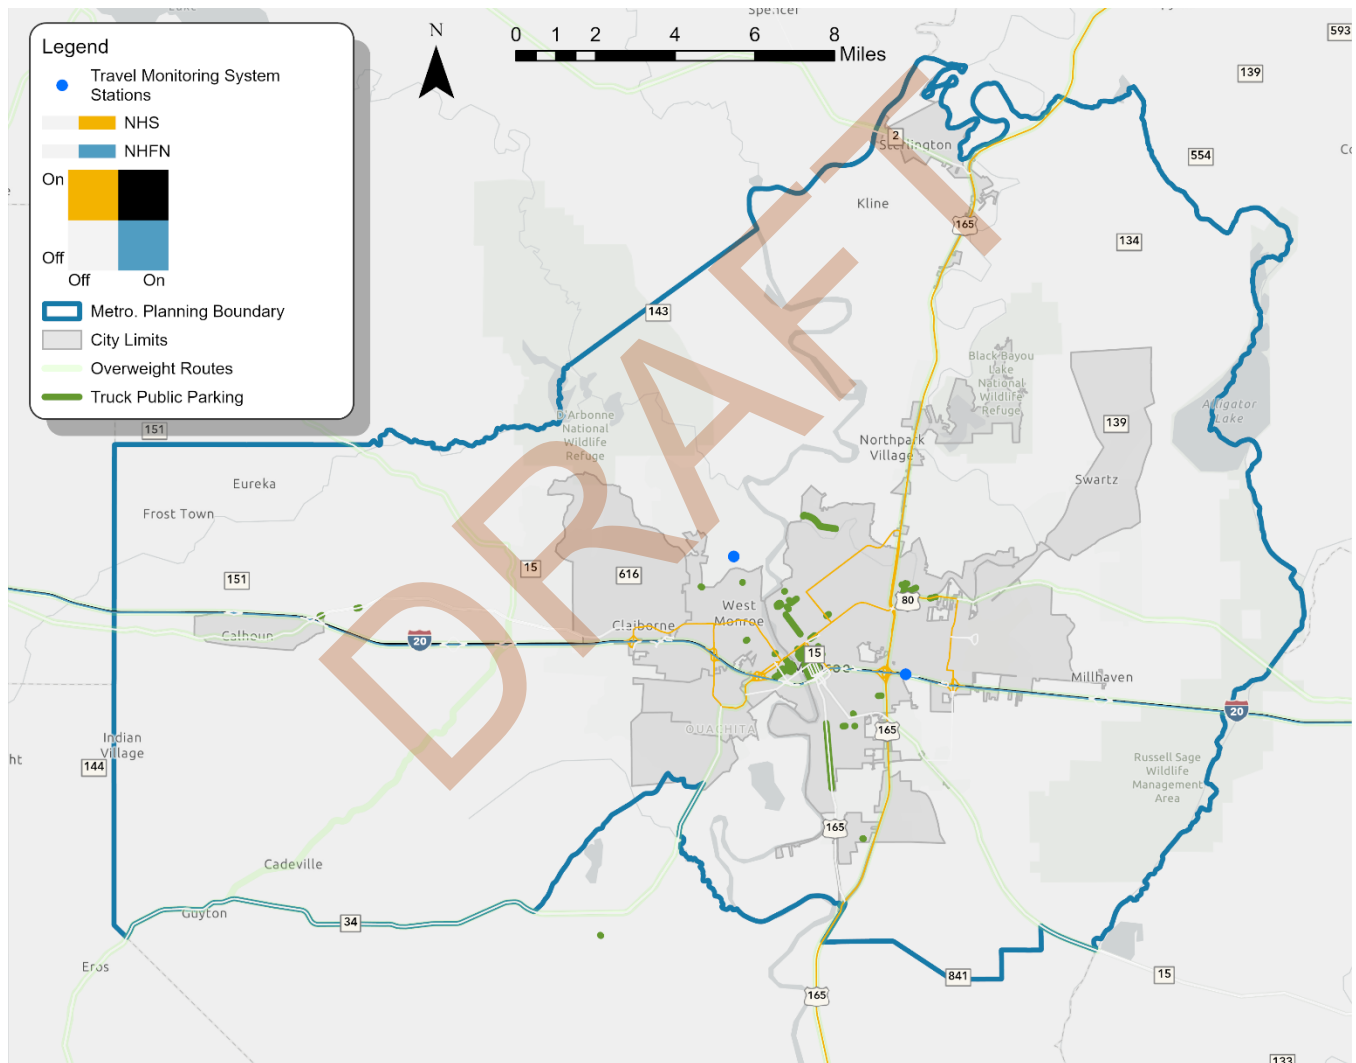 Spencer
Lake
593
139
554
Legend
Travel Monitoring System
Stations
NHS
NHFN
On
Off
Off
On
Metro. Planning Boundary
City Limits
Overweight Routes
Truck Public Parking
N
0 1 2 4 6 8
Miles
2
Sterlington
Kline
165
134
143
DRAFT
Black Bayou
Lake
National
Wildlife
Refuge
Alligator
Lake
D'Arbonne
National
Wildlife
Refuge
151
139
Northpark
Village
Swartz
Eureka
Frost Town
15
616
151
80
West
Monroe
Claiborne
Calhoun
20
15
Millhaven
20
OUACHITA
165
Indian
Village
ht
144
Russell Sage
Wildlife
Management
Area
165
Cadeville
Guyton
34
Eros
841
15
165
133